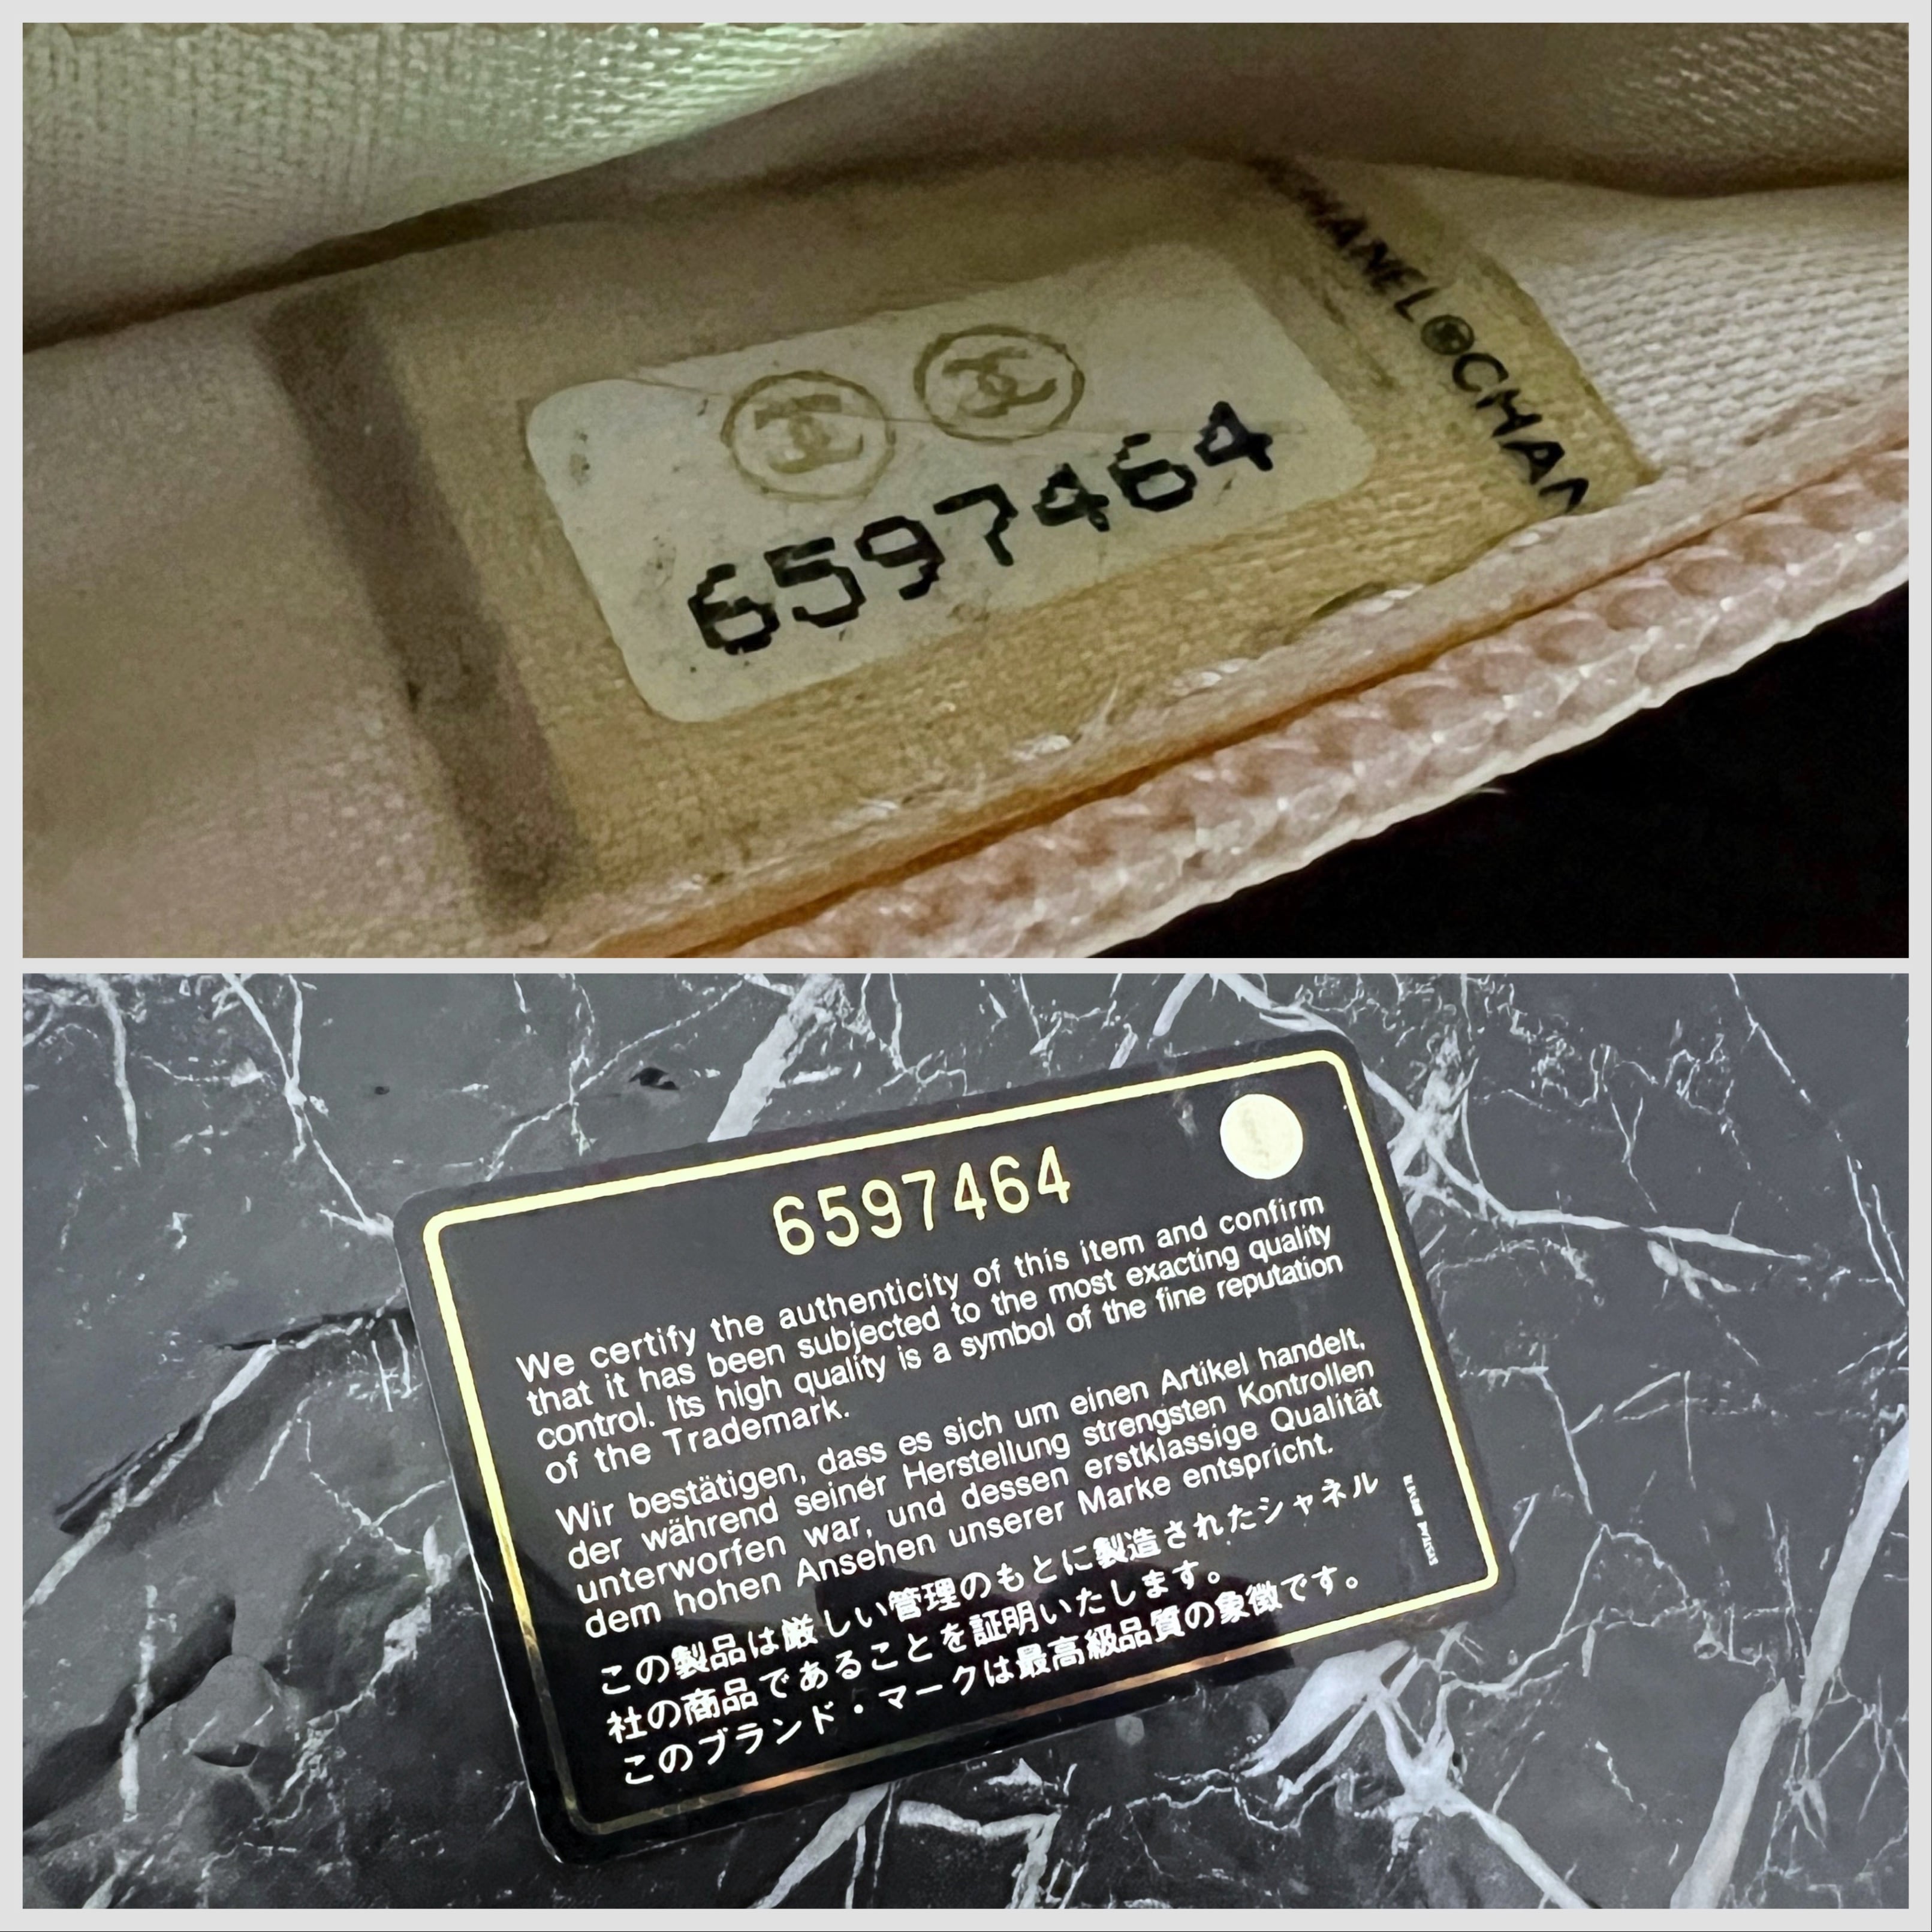 CHANEL CHAN
6597464
6597464
We certify the authenticity of this item and confirm
that it has been subjected to the most exacting quality
control. Its high quality is a symbol of the fine reputation
of the Trademark.
Wir bestätigen, dass es sich um einen Artikel handelt,
der während seiner Herstellung strengsten Kontrollen
unterworfen war, und dessen erstklassige Qualität
dem hohen Ansehen unserer Marke entspricht.
この製品は厳しい管理のもとに製造されたシャネル
社の商品であることを証明いたします。
このブランド・マークは最高級品質の象徴です。